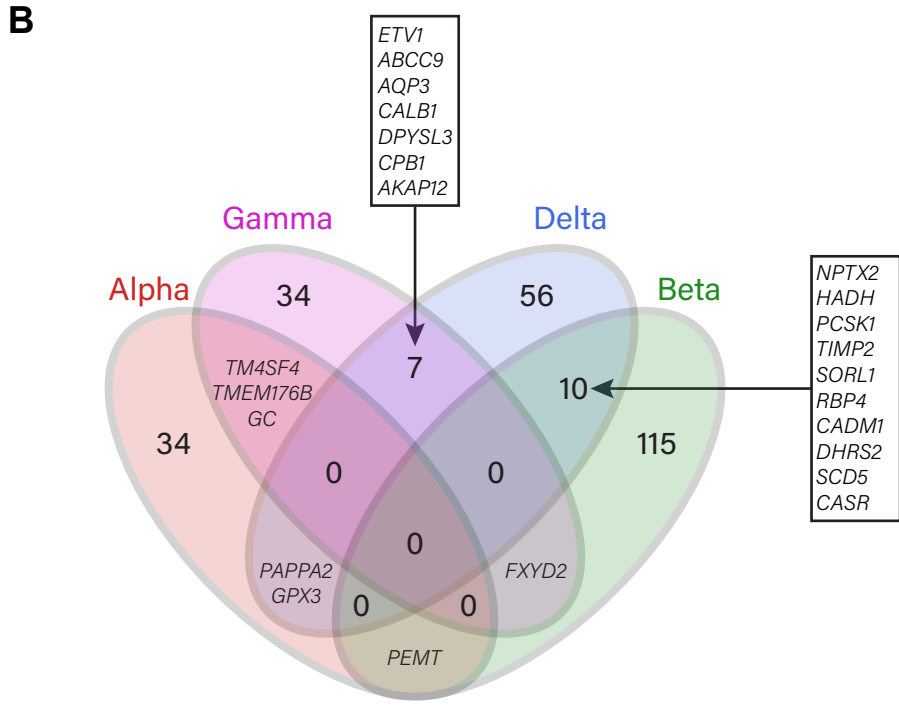 B
ETV1
ABCC9
AQP3
CALB1
DPYSL3
CPB1
AKAP12
Gamma
Delta
Alpha
Beta
NPTX2
HADH
PCSK1
TIMP2
SORL1
RBP4
CADM1
DHRS2
SCD5
CASR
34
56
7
TM4SF4
TMEM176B
GC
10
34
115
0
0
0
PAPPA2
GPX3
FXYD2
0
0
PEMT